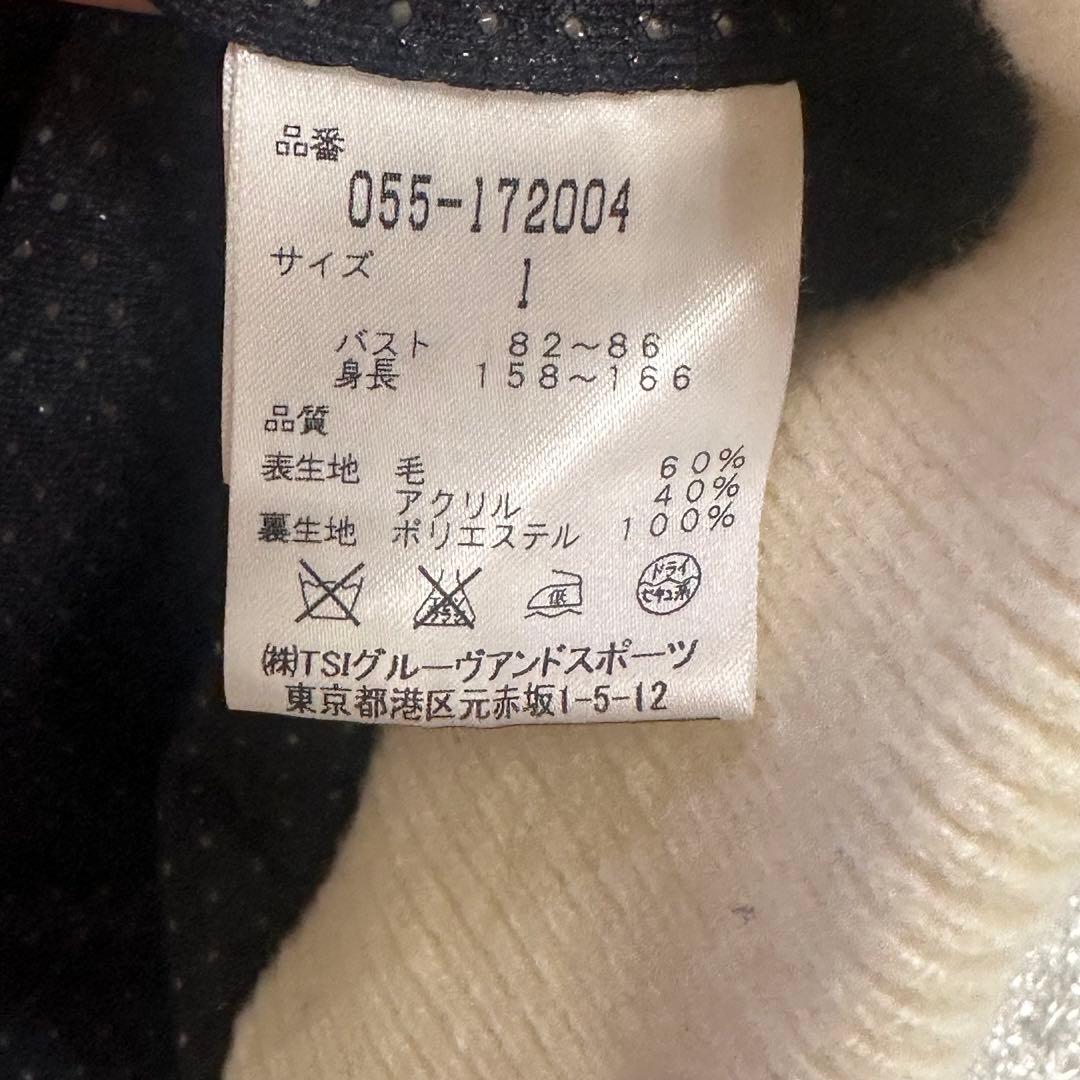 品番
055-172004
サイズ
1
バスト 82~86
身長 158~166
品質
表生地 毛 60%
アクリル 40%
裏生地 ポリエステル 100%
エンソ
低
ドライ
セキユ系
㈱TSIグルーヴアンドスポーツ
東京都港区元赤坂1-5-12